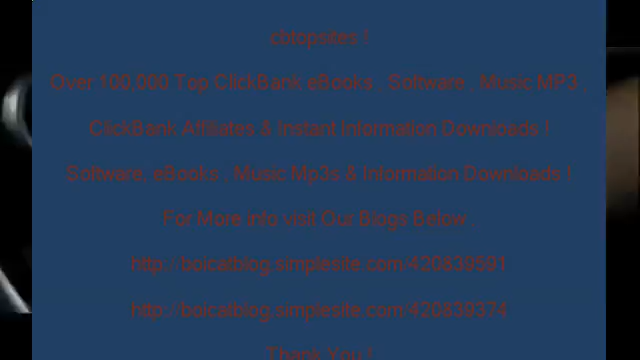 cbtopsites !
Over 100,000 Top ClickBank eBooks , Software , Music MP3 ,
ClickBank Affiliates & Instant Information Downloads !
Software, eBooks , Music Mp3s & Information Downloads !
For More info visit Our Blogs Below...
http://boicalblog.simplesite.com/420839591
http://boicalblog.simplesite.com/420839374
Thank You !